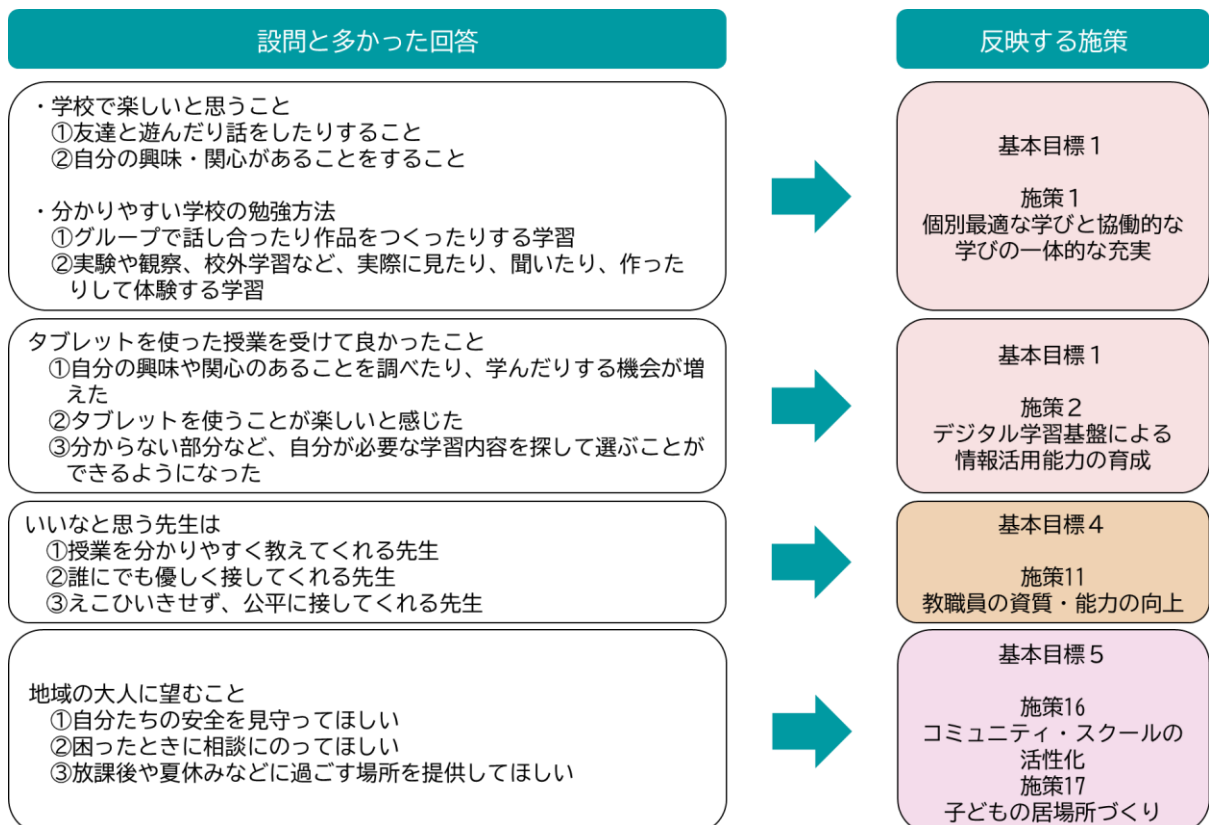 設問と多かった回答
反映する施策
・学校で楽しいと思うこと
①友達と遊んだり話をしたりすること
②自分の興味・関心があることをすること
・分かりやすい学校の勉強方法
①グループで話し合ったり作品をつくったりする学習
②実験や観察、校外学習など、実際に見たり、聞いたり、作った
りして体験する学習
基本目標1
施策1
個別最適な学びと協働的な
学びの一体的な充実
タブレットを使った授業を受けて良かったこと
①自分の興味や関心のあることを調べたり、学んだりする機会が増
えた
②タブレットを使うことが楽しいと感じた
③分からない部分など、自分が必要な学習内容を探して選ぶことが
できるようになった
基本目標1
施策2
デジタル学習基盤による
情報活用能力の育成
いいなと思う先生は
①授業を分かりやすく教えてくれる先生
②誰にでも優しく接してくれる先生
③えこひいきせず、公平に接してくれる先生
基本目標4
施策11
教職員の資質・能力の向上
地域の大人に望むこと
①自分たちの安全を見守ってほしい
②困ったときに相談にのってほしい
③放課後や夏休みなどに過ごす場所を提供してほしい
基本目標5
施策16
コミュニティ・スクールの
活性化
施策17
子どもの居場所づくり